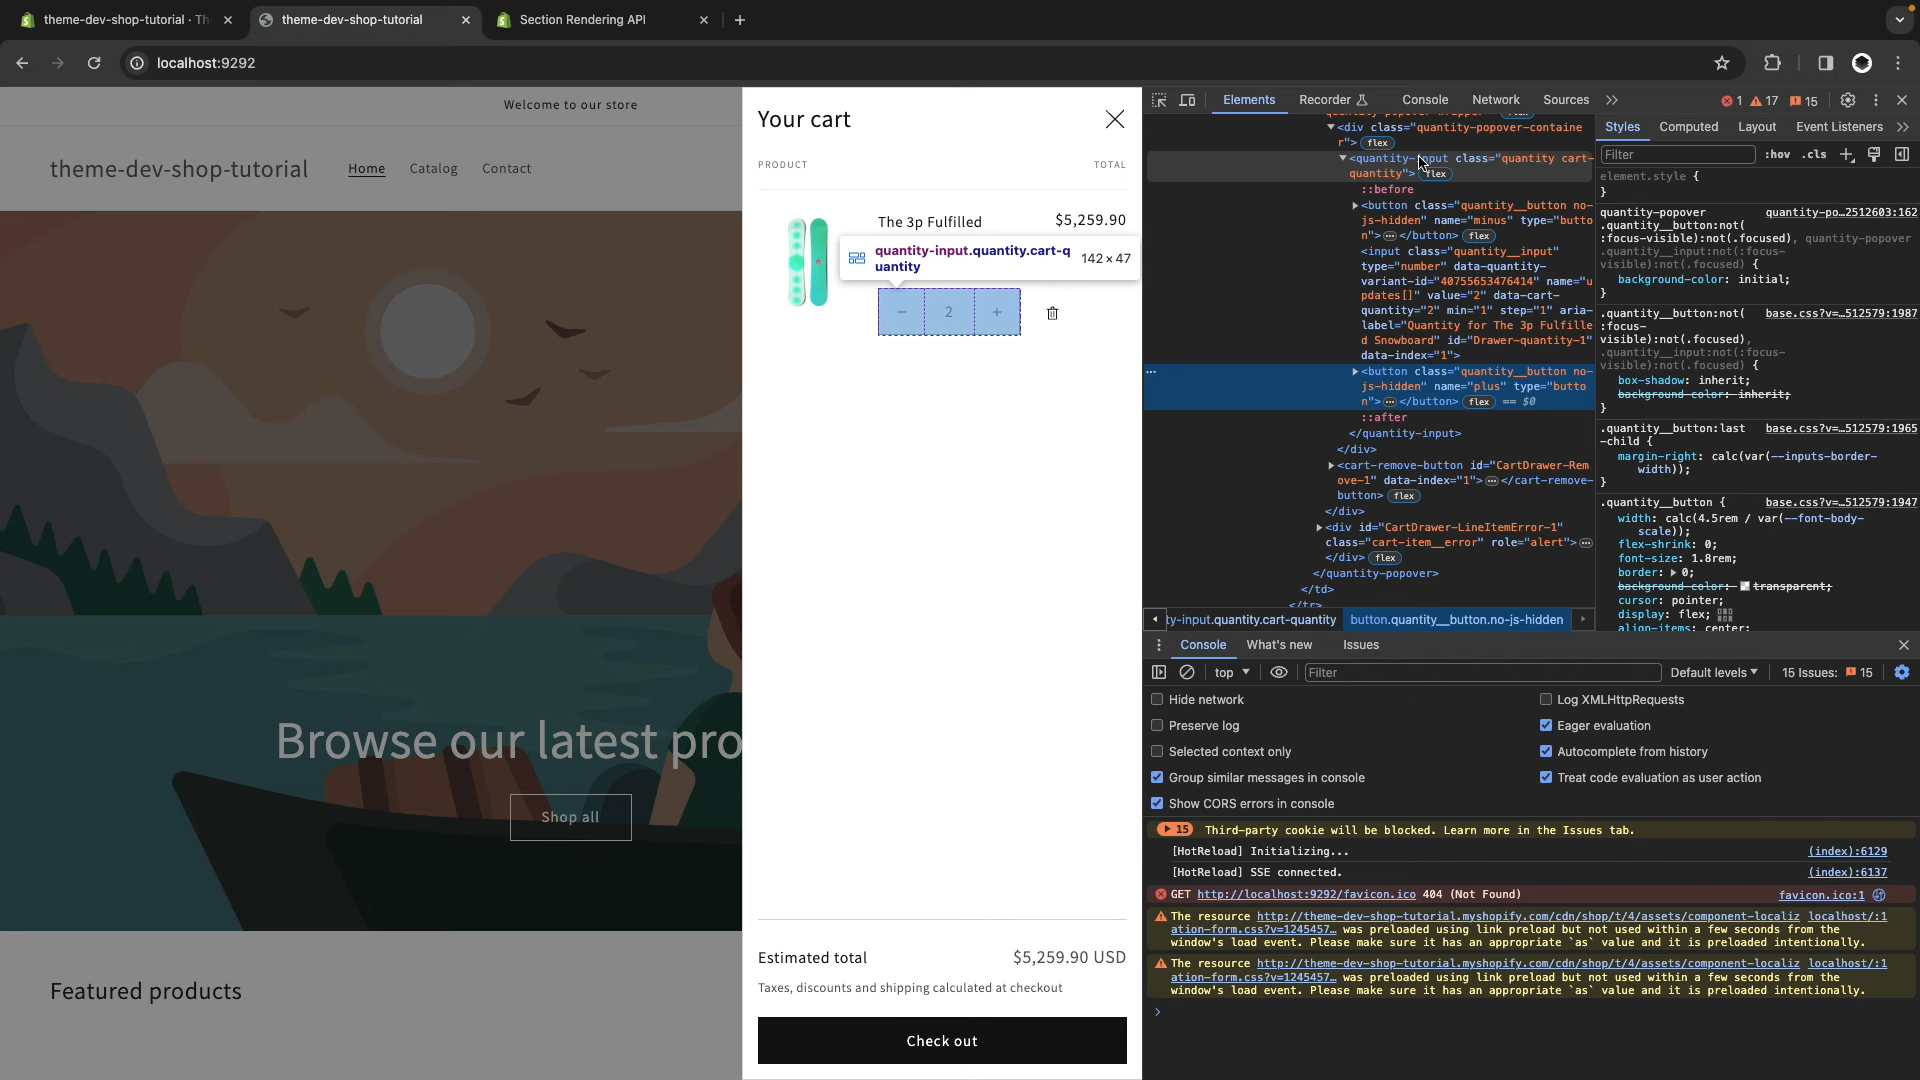 theme-dev-shop-tutorial · Th
theme-dev-shop-tutorial
Section Rendering API
localhost:9292
Welcome to our store
theme-dev-shop-tutorial
Home
Catalog
Contact
Browse our latest pro
Shop all
Featured products
Your cart
PRODUCT
TOTAL
The 3p Fulfilled
$5,259.90
quantity-input.quantity.cart-q
uantity
142 × 47
− 2 +
Estimated total
$5,259.90 USD
Taxes, discounts and shipping calculated at checkout
Check out
Elements
Recorder
Console
Network
Sources
1
17
15
<div class="quantity-popover-containe
r"> flex
<quantity-input class="quantity cart-
quantity"> flex
::before
<button class="quantity__button no-
js-hidden" name="minus" type="butto
n"> … </button> flex
<input class="quantity__input"
type="number" data-quantity-
variant-id="40755653476414" name="u
pdates[]" value="2" data-cart-
quantity="2" min="1" step="1" aria-
label="Quantity for The 3p Fulfille
d Snowboard" id="Drawer-quantity-1"
data-index="1">
<button class="quantity__button no-
js-hidden" name="plus" type="butto
n"> … </button> flex == $0
::after
</quantity-input>
</div>
<cart-remove-button id="CartDrawer-Rem
ove-1" data-index="1"> … </cart-remove-
button> flex
</div>
<div id="CartDrawer-LineItemError-1"
class="cart-item__error" role="alert"> …
</div> flex
</quantity-popover>
</td>
</tr>
ty-input.quantity.cart-quantity
button.quantity__button.no-js-hidden
Styles
Computed
Layout
Event Listeners
Filter
:hov
.cls
element.style {
}
quantity-popover quantity-po…2512603:162
.quantity__button:not(
:focus-visible):not(.focused), quantity-popover
.quantity__input:not(:focus-
visible):not(.focused) {
background-color: initial;
}
.quantity__button:not( base.css?v=…512579:1987
:focus-
visible):not(.focused),
.quantity__input:not(:focus-
visible):not(.focused) {
box-shadow: inherit;
background-color: inherit;
}
.quantity__button:last base.css?v=…512579:1965
-child {
margin-right: calc(var(--inputs-border-
width));
}
.quantity__button { base.css?v=…512579:1947
width: calc(4.5rem / var(--font-body-
scale));
flex-shrink: 0;
font-size: 1.8rem;
border: 0;
background-color: transparent;
cursor: pointer;
display: flex;
align-items: center;
Console
What's new
Issues
top
Filter
Default levels
15 Issues:
15
Hide network
Log XMLHttpRequests
Preserve log
Eager evaluation
Selected context only
Autocomplete from history
Group similar messages in console
Treat code evaluation as user action
Show CORS errors in console
15 Third-party cookie will be blocked. Learn more in the Issues tab.
[HotReload] Initializing... (index):6129
[HotReload] SSE connected. (index):6137
GET http://localhost:9292/favicon.ico 404 (Not Found) favicon.ico:1
The resource http://theme-dev-shop-tutorial.myshopify.com/cdn/shop/t/4/assets/component-localiz localhost/:1
ation-form.css?v=1245457… was preloaded using link preload but not used within a few seconds from the
window's load event. Please make sure it has an appropriate `as` value and it is preloaded intentionally.
The resource http://theme-dev-shop-tutorial.myshopify.com/cdn/shop/t/4/assets/component-localiz localhost/:1
ation-form.css?v=1245457… was preloaded using link preload but not used within a few seconds from the
window's load event. Please make sure it has an appropriate `as` value and it is preloaded intentionally.